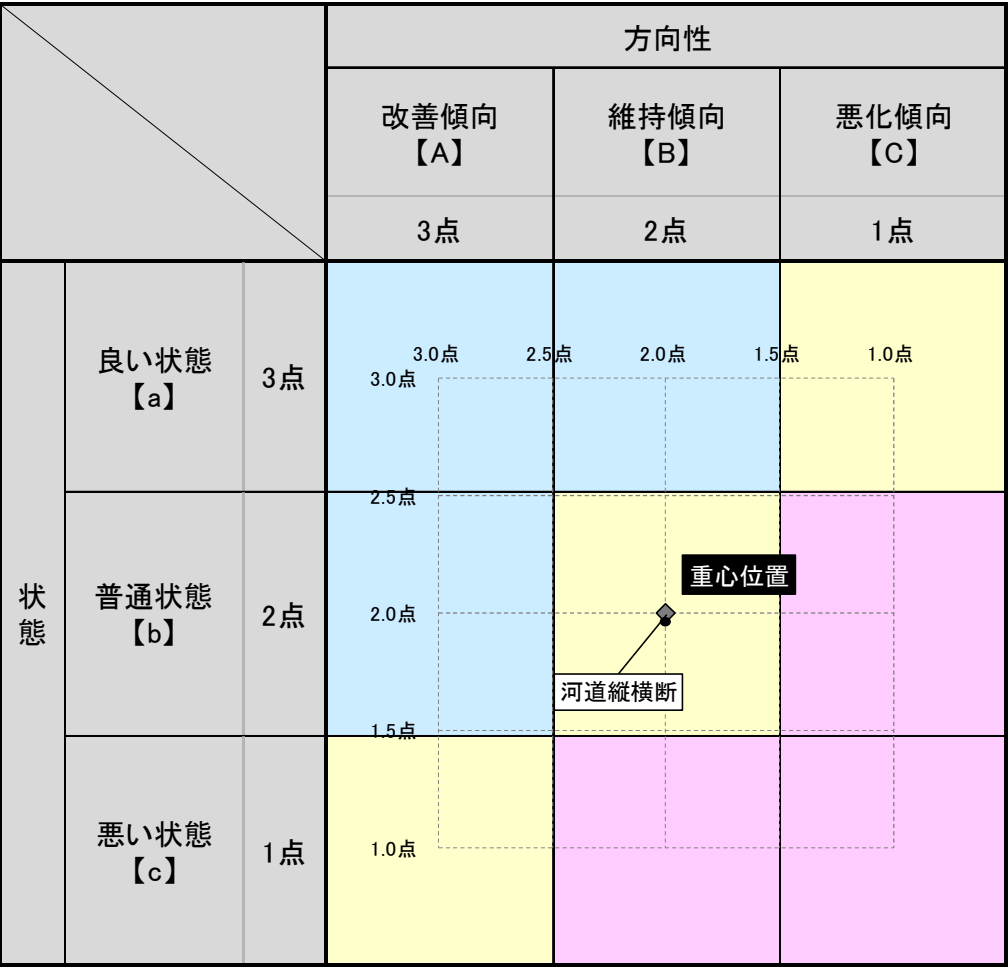 方向性
改善傾向
【A】
維持傾向
【B】
悪化傾向
【C】
3点
2点
1点
状
態
良い状態
【a】
3点
普通状態
【b】
2点
悪い状態
【c】
1点
3.0点
2.5点
2.0点
1.5点
1.0点
3.0点
2.5点
2.0点
1.5点
1.0点
重心位置
河道縦横断